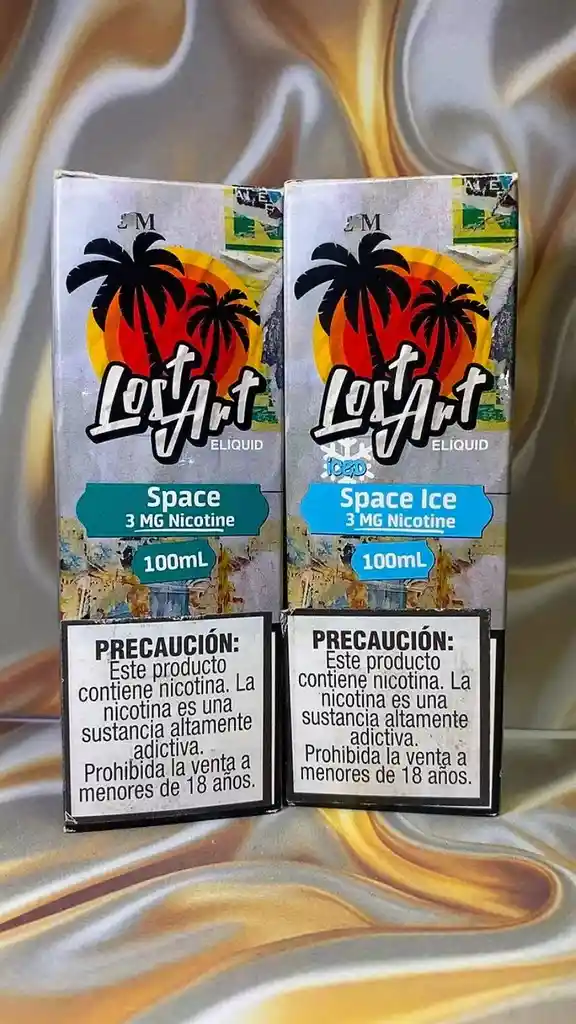 M
Lost Art
ELIQUID
Space
3 MG Nicotine
100mL
PRECAUCIÓN:
Este producto
contiene nicotina. La
nicotina es una
sustancia altamente
adictiva.
Prohibida la venta a
menores de 18 años.
M
Lost Art
ELIQUID
ICED
Space Ice
3 MG Nicotine
100mL
PRECAUCIÓN:
Este producto
contiene nicotina. La
nicotina es una
sustancia altamente
adictiva.
Prohibida la venta a
menores de 18 años.